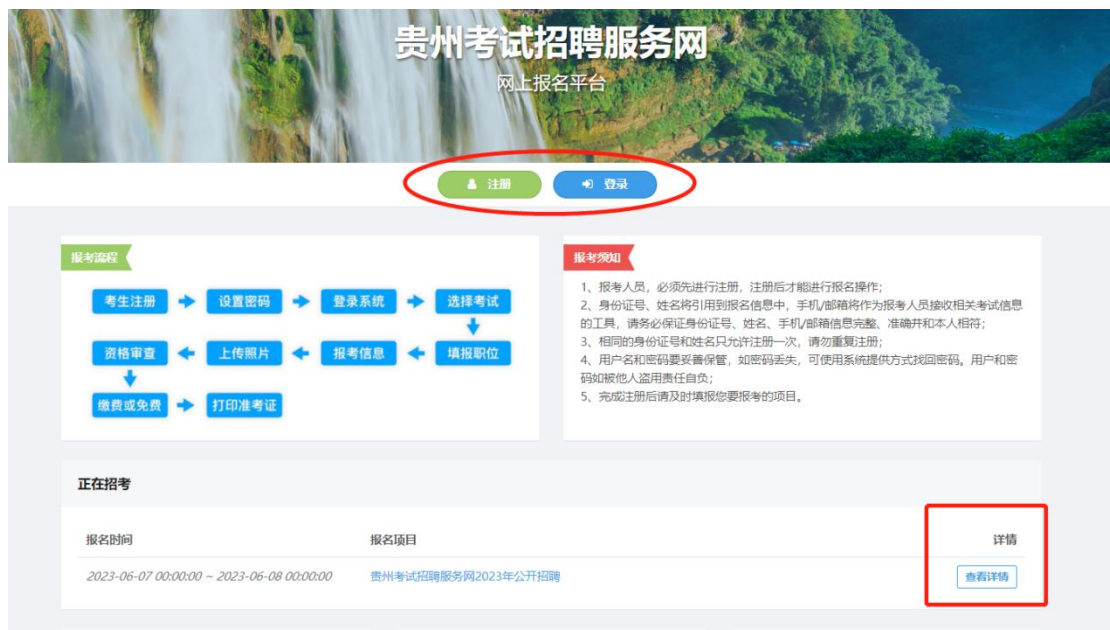 贵州考试招聘服务网
网上报名平台
注册
登录
报考流程
考生注册
设置密码
登录系统
选择考试
填报职位
报考信息
上传照片
资格审查
缴费或免费
打印准考证
报考须知
1、报考人员，必须先进行注册，注册后才能进行报名操作；
2、身份证号、姓名将引用到报名信息中，手机/邮箱将作为报考人员接收相关考试信息
的工具，请务必保证身份证号、姓名、手机/邮箱信息完整、准确并和本人相符；
3、相同的身份证号和姓名只允许注册一次，请勿重复注册；
4、用户名和密码要妥善保管，如密码丢失，可使用系统提供方式找回密码。用户和密
码如被他人盗用责任自负；
5、完成注册后请及时填报您要报考的项目。
正在招考
报名时间
报名项目
详情
2023-06-07 00:00:00 ~ 2023-06-08 00:00:00
贵州考试招聘服务网2023年公开招聘
查看详情